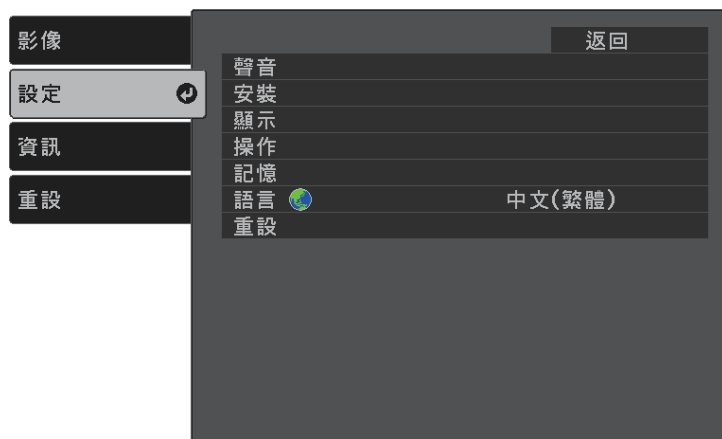 影像
設定
資訊
重設
返回
聲音
安裝
顯示
操作
記憶
語言 中文(繁體)
重設